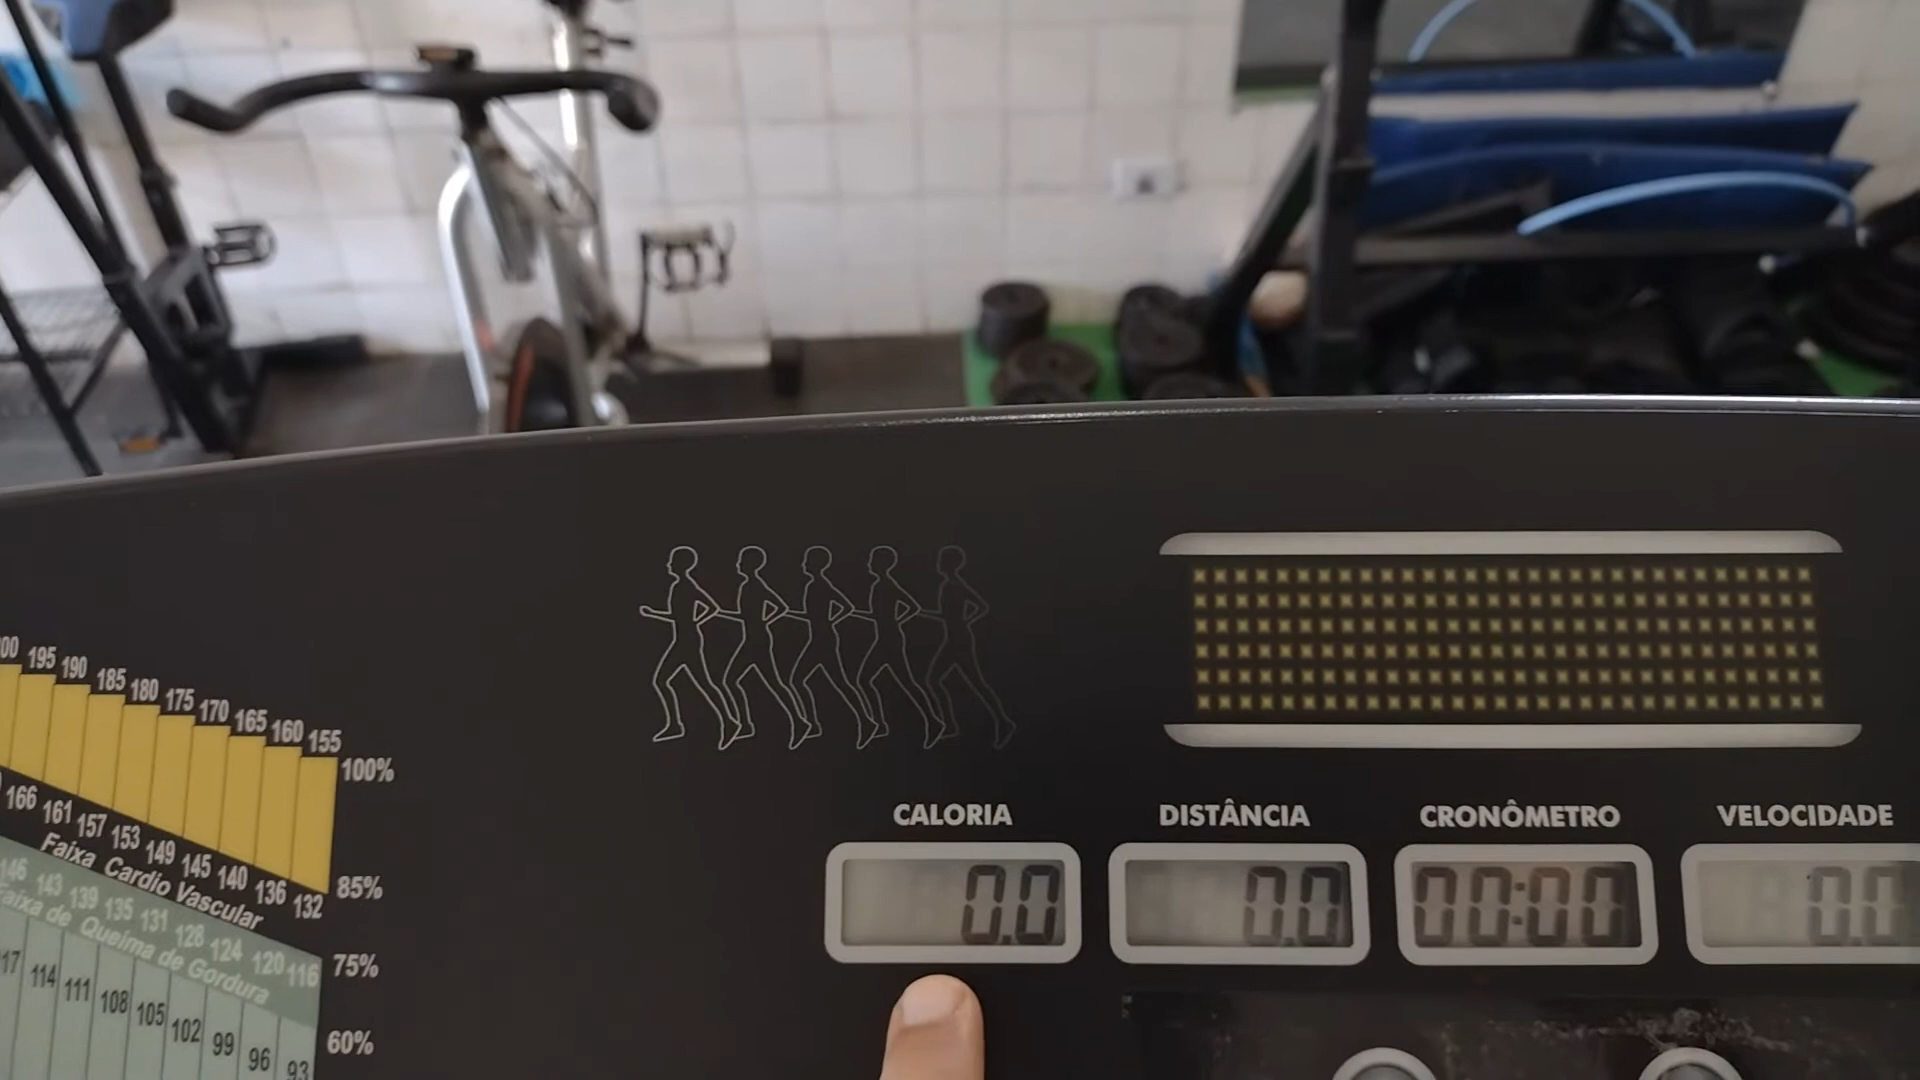 195 190 185 180 175 170 165 160 155
100%
166 161 157 153 149 145 140 136 132
85%
Faixa Cardio Vascular
146 143 139 135 131 128 124 120 116
75%
Faixa de Queima de Gordura
114 111 108 105 102 99 96 93
60%
CALORIA
0.0
DISTÂNCIA
0.0
CRONÔMETRO
00:00
VELOCIDADE
0.0